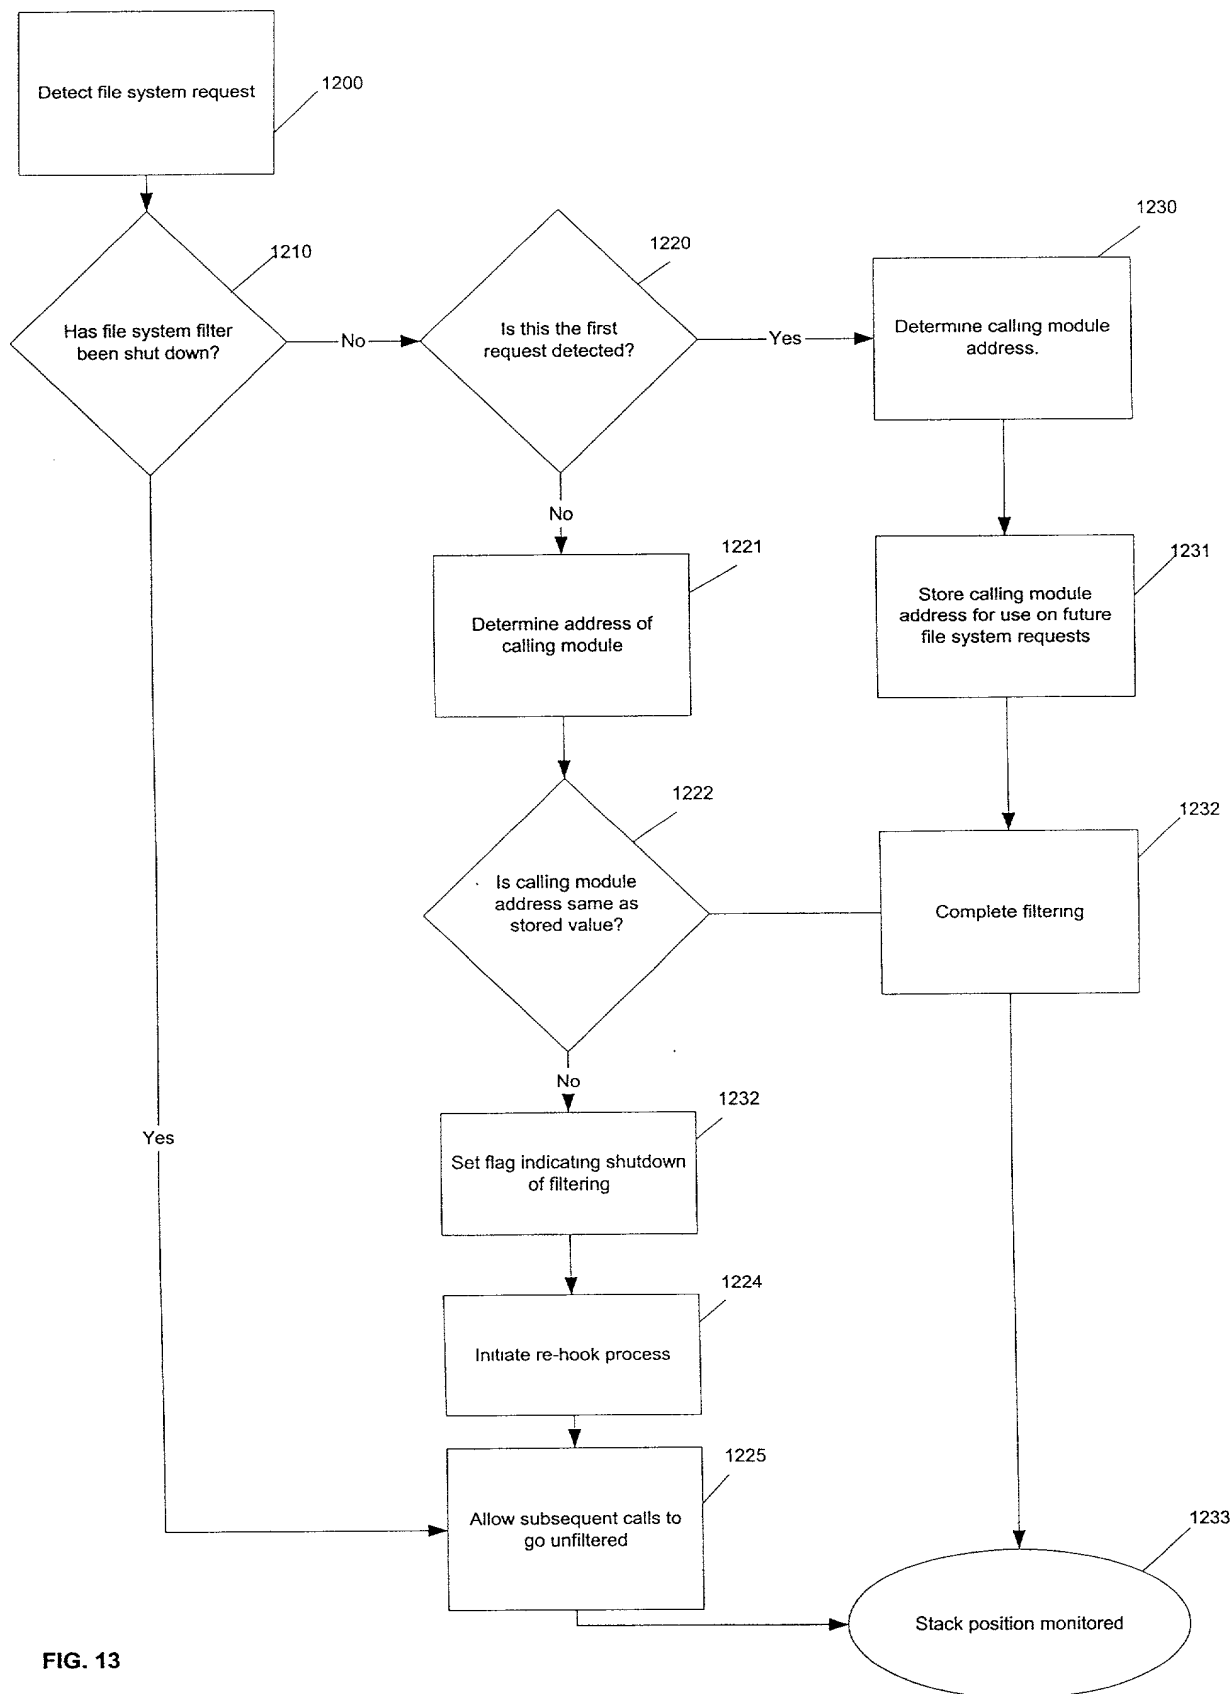 Detect file system request
1200
Has file system filter
been shut down?
1210
No
Is this the first
request detected?
1220
Yes
Determine calling module
address.
1230
No
Determine address of
calling module
1221
Store calling module
address for use on future
file system requests
1231
Is calling module
address same as
stored value?
1222
Complete filtering
1232
No
Set flag indicating shutdown
of filtering
1232
Yes
Initiate re-hook process
1224
Allow subsequent calls to
go unfiltered
1225
Stack position monitored
1233
FIG. 13